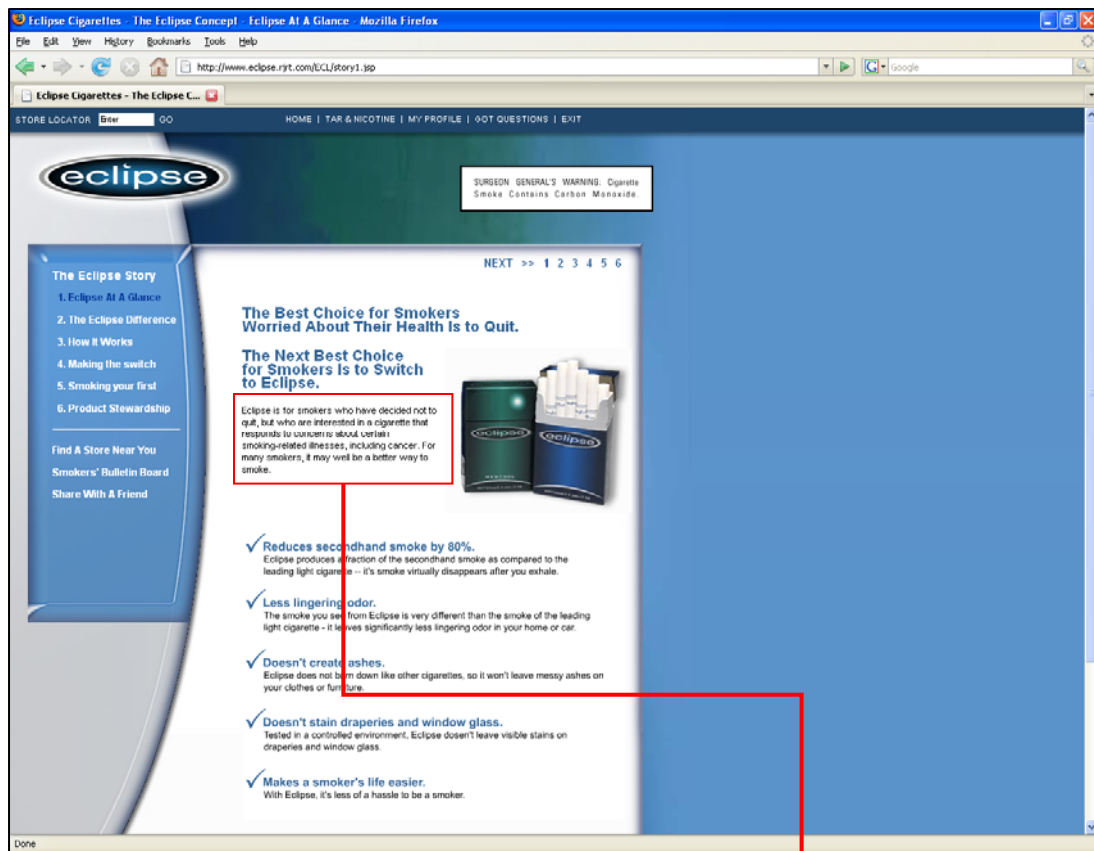 Eclipse Cigarettes - The Eclipse Concept - Eclipse At A Glance - Mozilla Firefox
File Edit View History Bookmarks Tools Help
http://www.eclipse.rjrt.com/ECL/story1.jsp
Google
Eclipse Cigarettes - The Eclipse C...
STORE LOCATOR Enter GO
HOME | TAR & NICOTINE | MY PROFILE | GOT QUESTIONS | EXIT
eclipse
SURGEON GENERAL'S WARNING: Cigarette
Smoke Contains Carbon Monoxide.
NEXT >> 1 2 3 4 5 6
The Eclipse Story
1. Eclipse At A Glance
2. The Eclipse Difference
3. How It Works
4. Making the switch
5. Smoking your first
6. Product Stewardship
Find A Store Near You
Smokers' Bulletin Board
Share With A Friend
The Best Choice for Smokers
Worried About Their Health Is to Quit.
The Next Best Choice
for Smokers Is to Switch
to Eclipse.
Eclipse is for smokers who have decided not to
quit, but who are interested in a cigarette that
responds to concerns about certain
smoking-related illnesses, including cancer. For
many smokers, it may well be a better way to
smoke.
eclipse
MENTHOL
eclipse
Reduces secondhand smoke by 80%.
Eclipse produces a fraction of the secondhand smoke as compared to the
leading light cigarette -- it's smoke virtually disappears after you exhale.
Less lingering odor.
The smoke you see from Eclipse is very different than the smoke of the leading
light cigarette - it leaves significantly less lingering odor in your home or car.
Doesn't create ashes.
Eclipse does not burn down like other cigarettes, so it won't leave messy ashes on
your clothes or furniture.
Doesn't stain draperies and window glass.
Tested in a controlled environment, Eclipse dosen't leave visible stains on
draperies and window glass.
Makes a smoker's life easier.
With Eclipse, it's less of a hassle to be a smoker.
Done